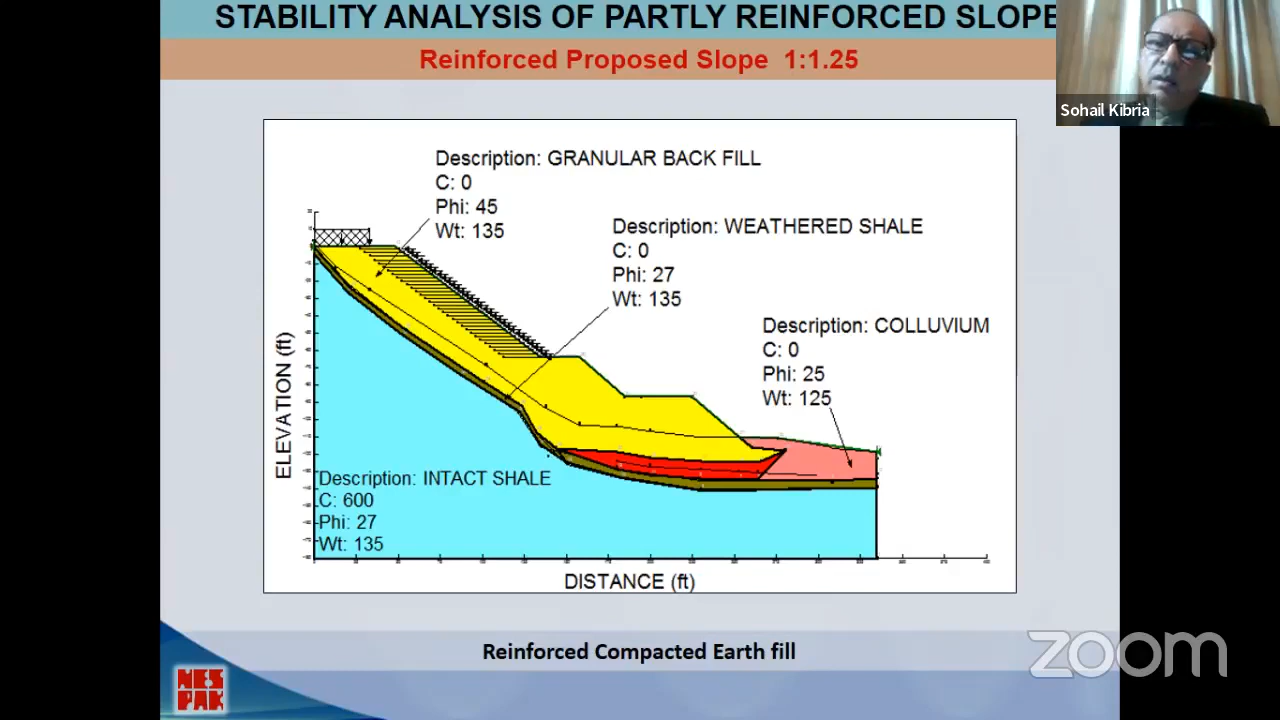 STABILITY ANALYSIS OF PARTLY REINFORCED SLOPE
Reinforced Proposed Slope 1:1.25
Sohail Kibria
Description: GRANULAR BACK FILL
C: 0
Phi: 45
Wt: 135
Description: WEATHERED SHALE
C: 0
Phi: 27
Wt: 135
Description: COLLUVIUM
C: 0
Phi: 25
Wt: 125
ELEVATION (ft)
Description: INTACT SHALE
C: 600
Phi: 27
Wt: 135
DISTANCE (ft)
Reinforced Compacted Earth fill
zoom
NES
PAK